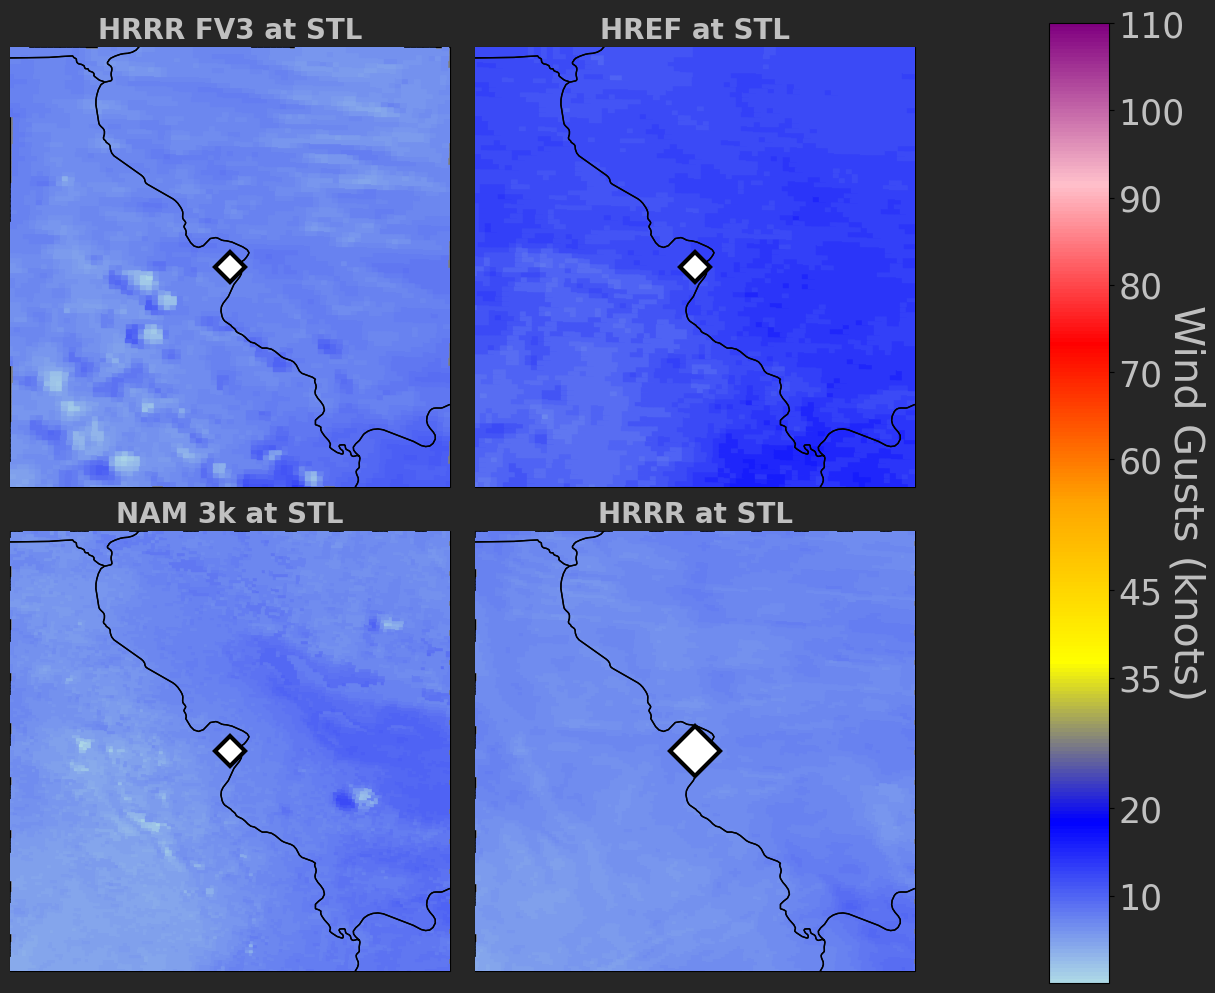 HRRR FV3 at STL
HREF at STL
NAM 3k at STL
HRRR at STL
110
100
90
80
70
60
45
35
20
10
Wind Gusts (knots)